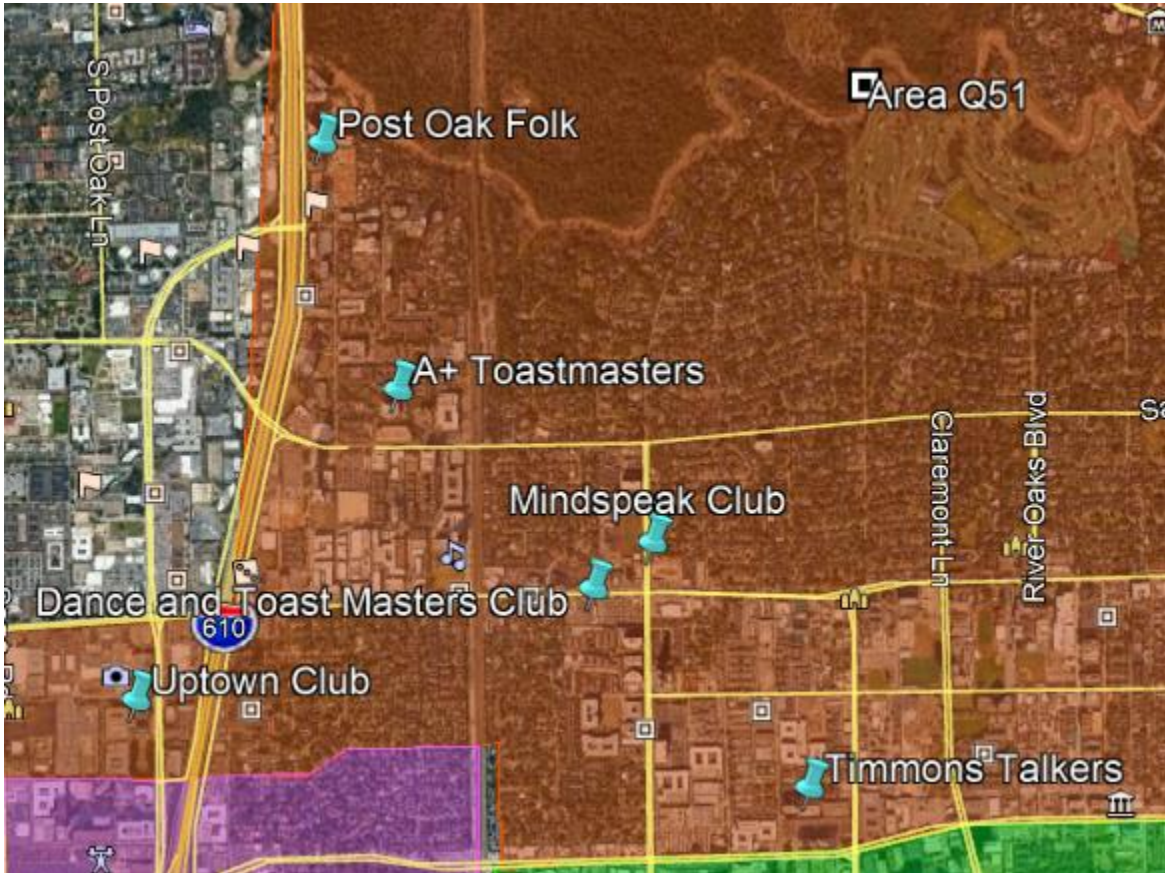 S Post Oak Ln
Post Oak Folk
Area Q51
A+ Toastmasters
Claremont Ln
River Oaks Blvd
Mindspeak Club
Dance and Toast Masters Club
610
Uptown Club
Timmons Talkers